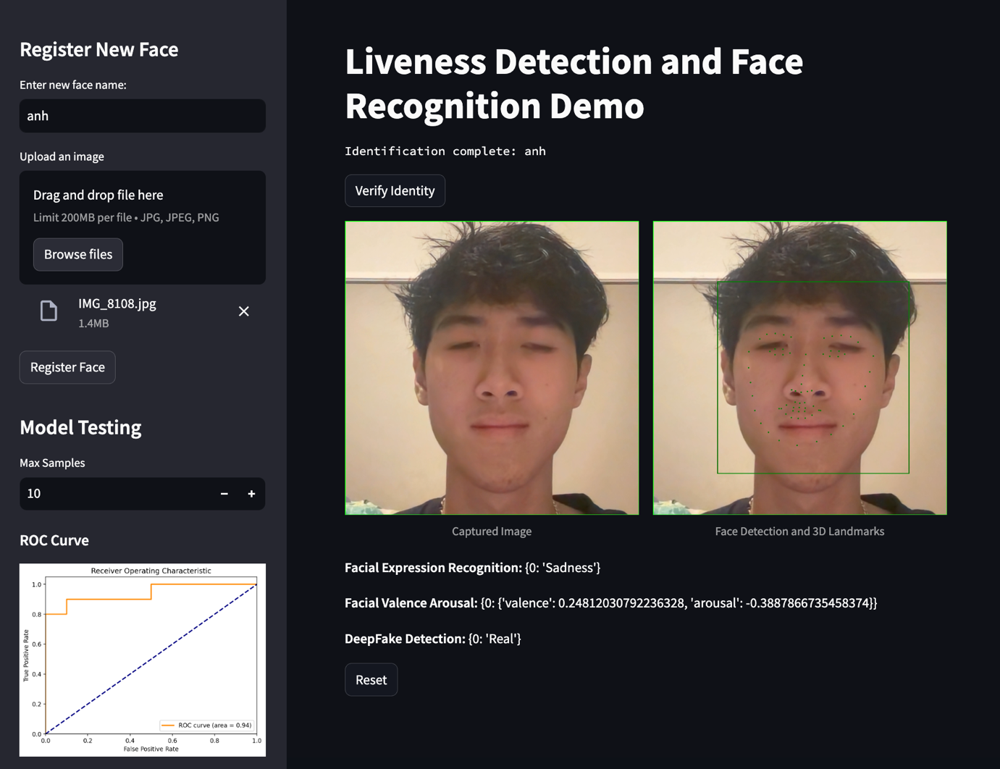 Register New Face
Enter new face name:
anh
Upload an image
Drag and drop file here
Limit 200MB per file • JPG, JPEG, PNG
Browse files
IMG_8108.jpg
1.4MB
Register Face
Model Testing
Max Samples
10
ROC Curve
Receiver Operating Characteristic
1.0
0.8
0.6
0.4
0.2
0.0
True Positive Rate
0.0 0.2 0.4 0.6 0.8 1.0
False Positive Rate
ROC curve (area = 0.94)
Liveness Detection and Face
Recognition Demo
Identification complete: anh
Verify Identity
Captured Image
Face Detection and 3D Landmarks
Facial Expression Recognition: {0: 'Sadness'}
Facial Valence Arousal: {0: {'valence': 0.24812030792236328, 'arousal': -0.3887866735458374}}
DeepFake Detection: {0: 'Real'}
Reset